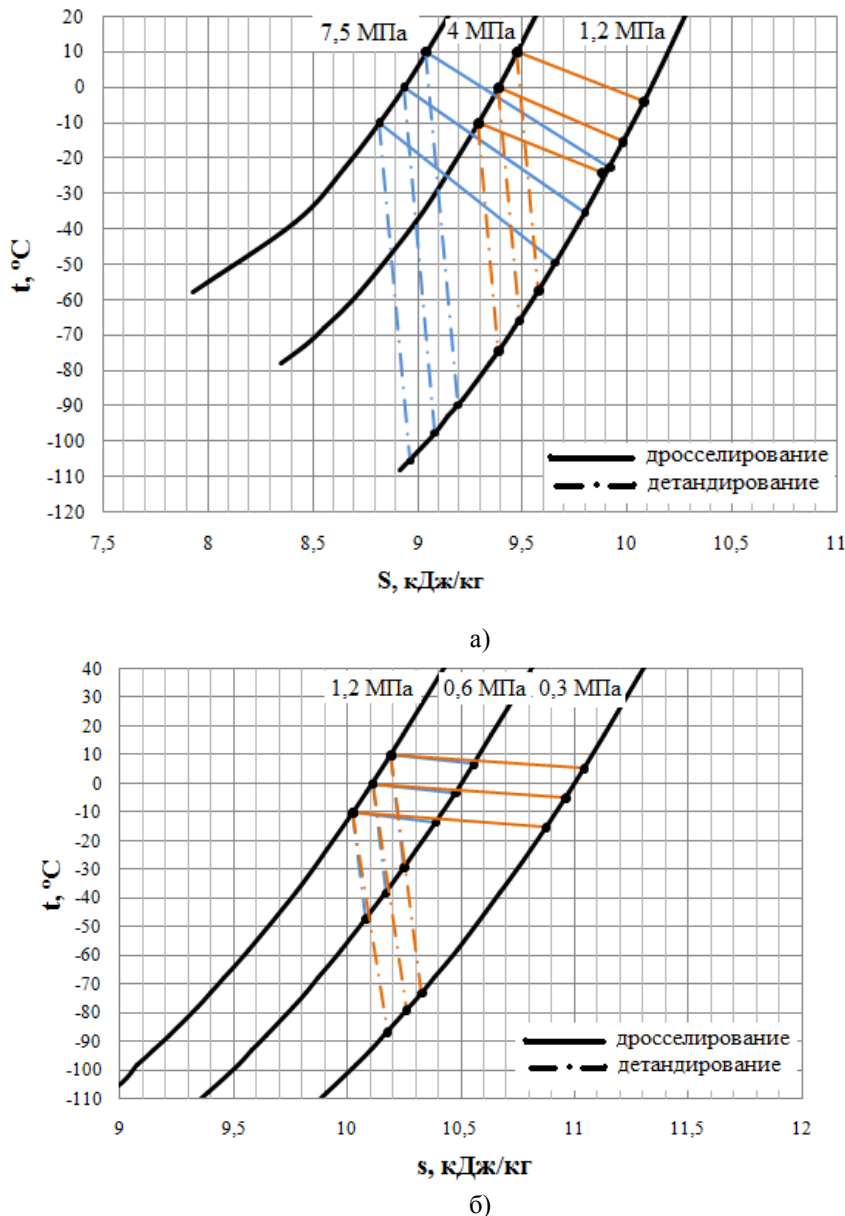 7,5 МПа 4 МПа 1,2 МПа
20
10
0
-10
-20
-30
-40
-50
-60
-70
-80
-90
-100
-110
-120
t, ºC
дросселирование
детандирование
7,5 8 8,5 9 9,5 10 10,5 11
S, кДж/кг
а)
1,2 МПа 0,6 МПа 0,3 МПа
40
30
20
10
0
-10
-20
-30
-40
-50
-60
-70
-80
-90
-100
-110
t, ºC
дросселирование
детандирование
9 9,5 10 10,5 11 11,5 12
s, кДж/кг
б)